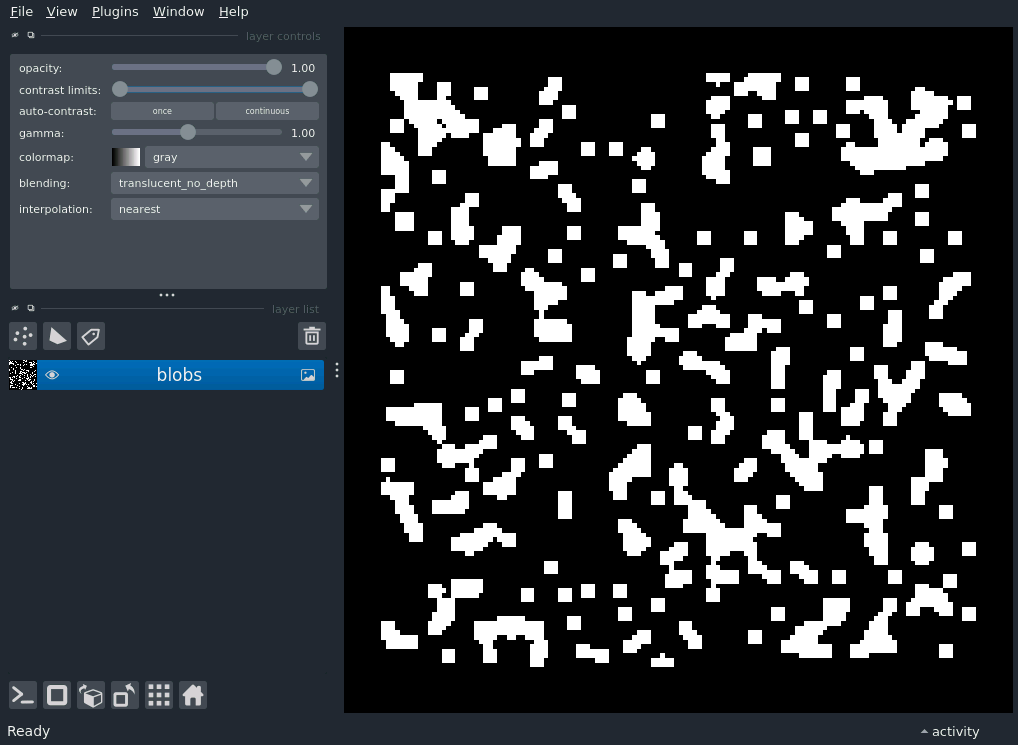 File View Plugins Window Help
layer controls
opacity: 1.00
contrast limits:
auto-contrast: once continuous
gamma: 1.00
colormap: gray
blending: translucent_no_depth
interpolation: nearest
layer list
blobs
Ready
activity